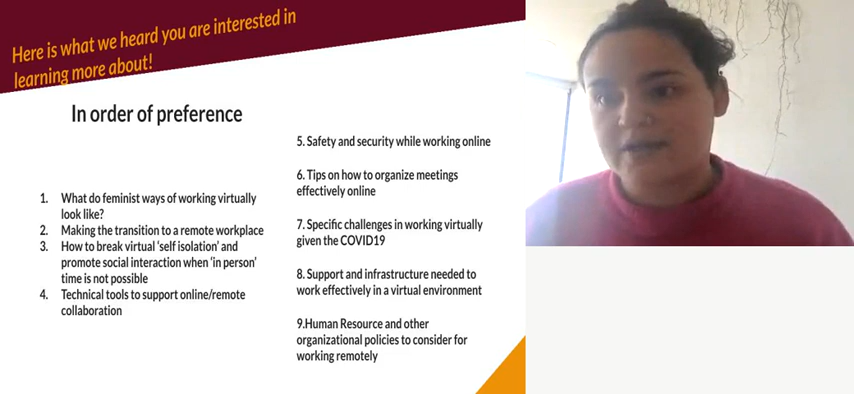 Here is what we heard you are interested in
learning more about!
In order of preference
1. What do feminist ways of working virtually
look like?
2. Making the transition to a remote workplace
3. How to break virtual ‘self isolation’ and
promote social interaction when ‘in person’
time is not possible
4. Technical tools to support online/remote
collaboration
5. Safety and security while working online
6. Tips on how to organize meetings
effectively online
7. Specific challenges in working virtually
given the COVID19
8. Support and infrastructure needed to
work effectively in a virtual environment
9.Human Resource and other
organizational policies to consider for
working remotely